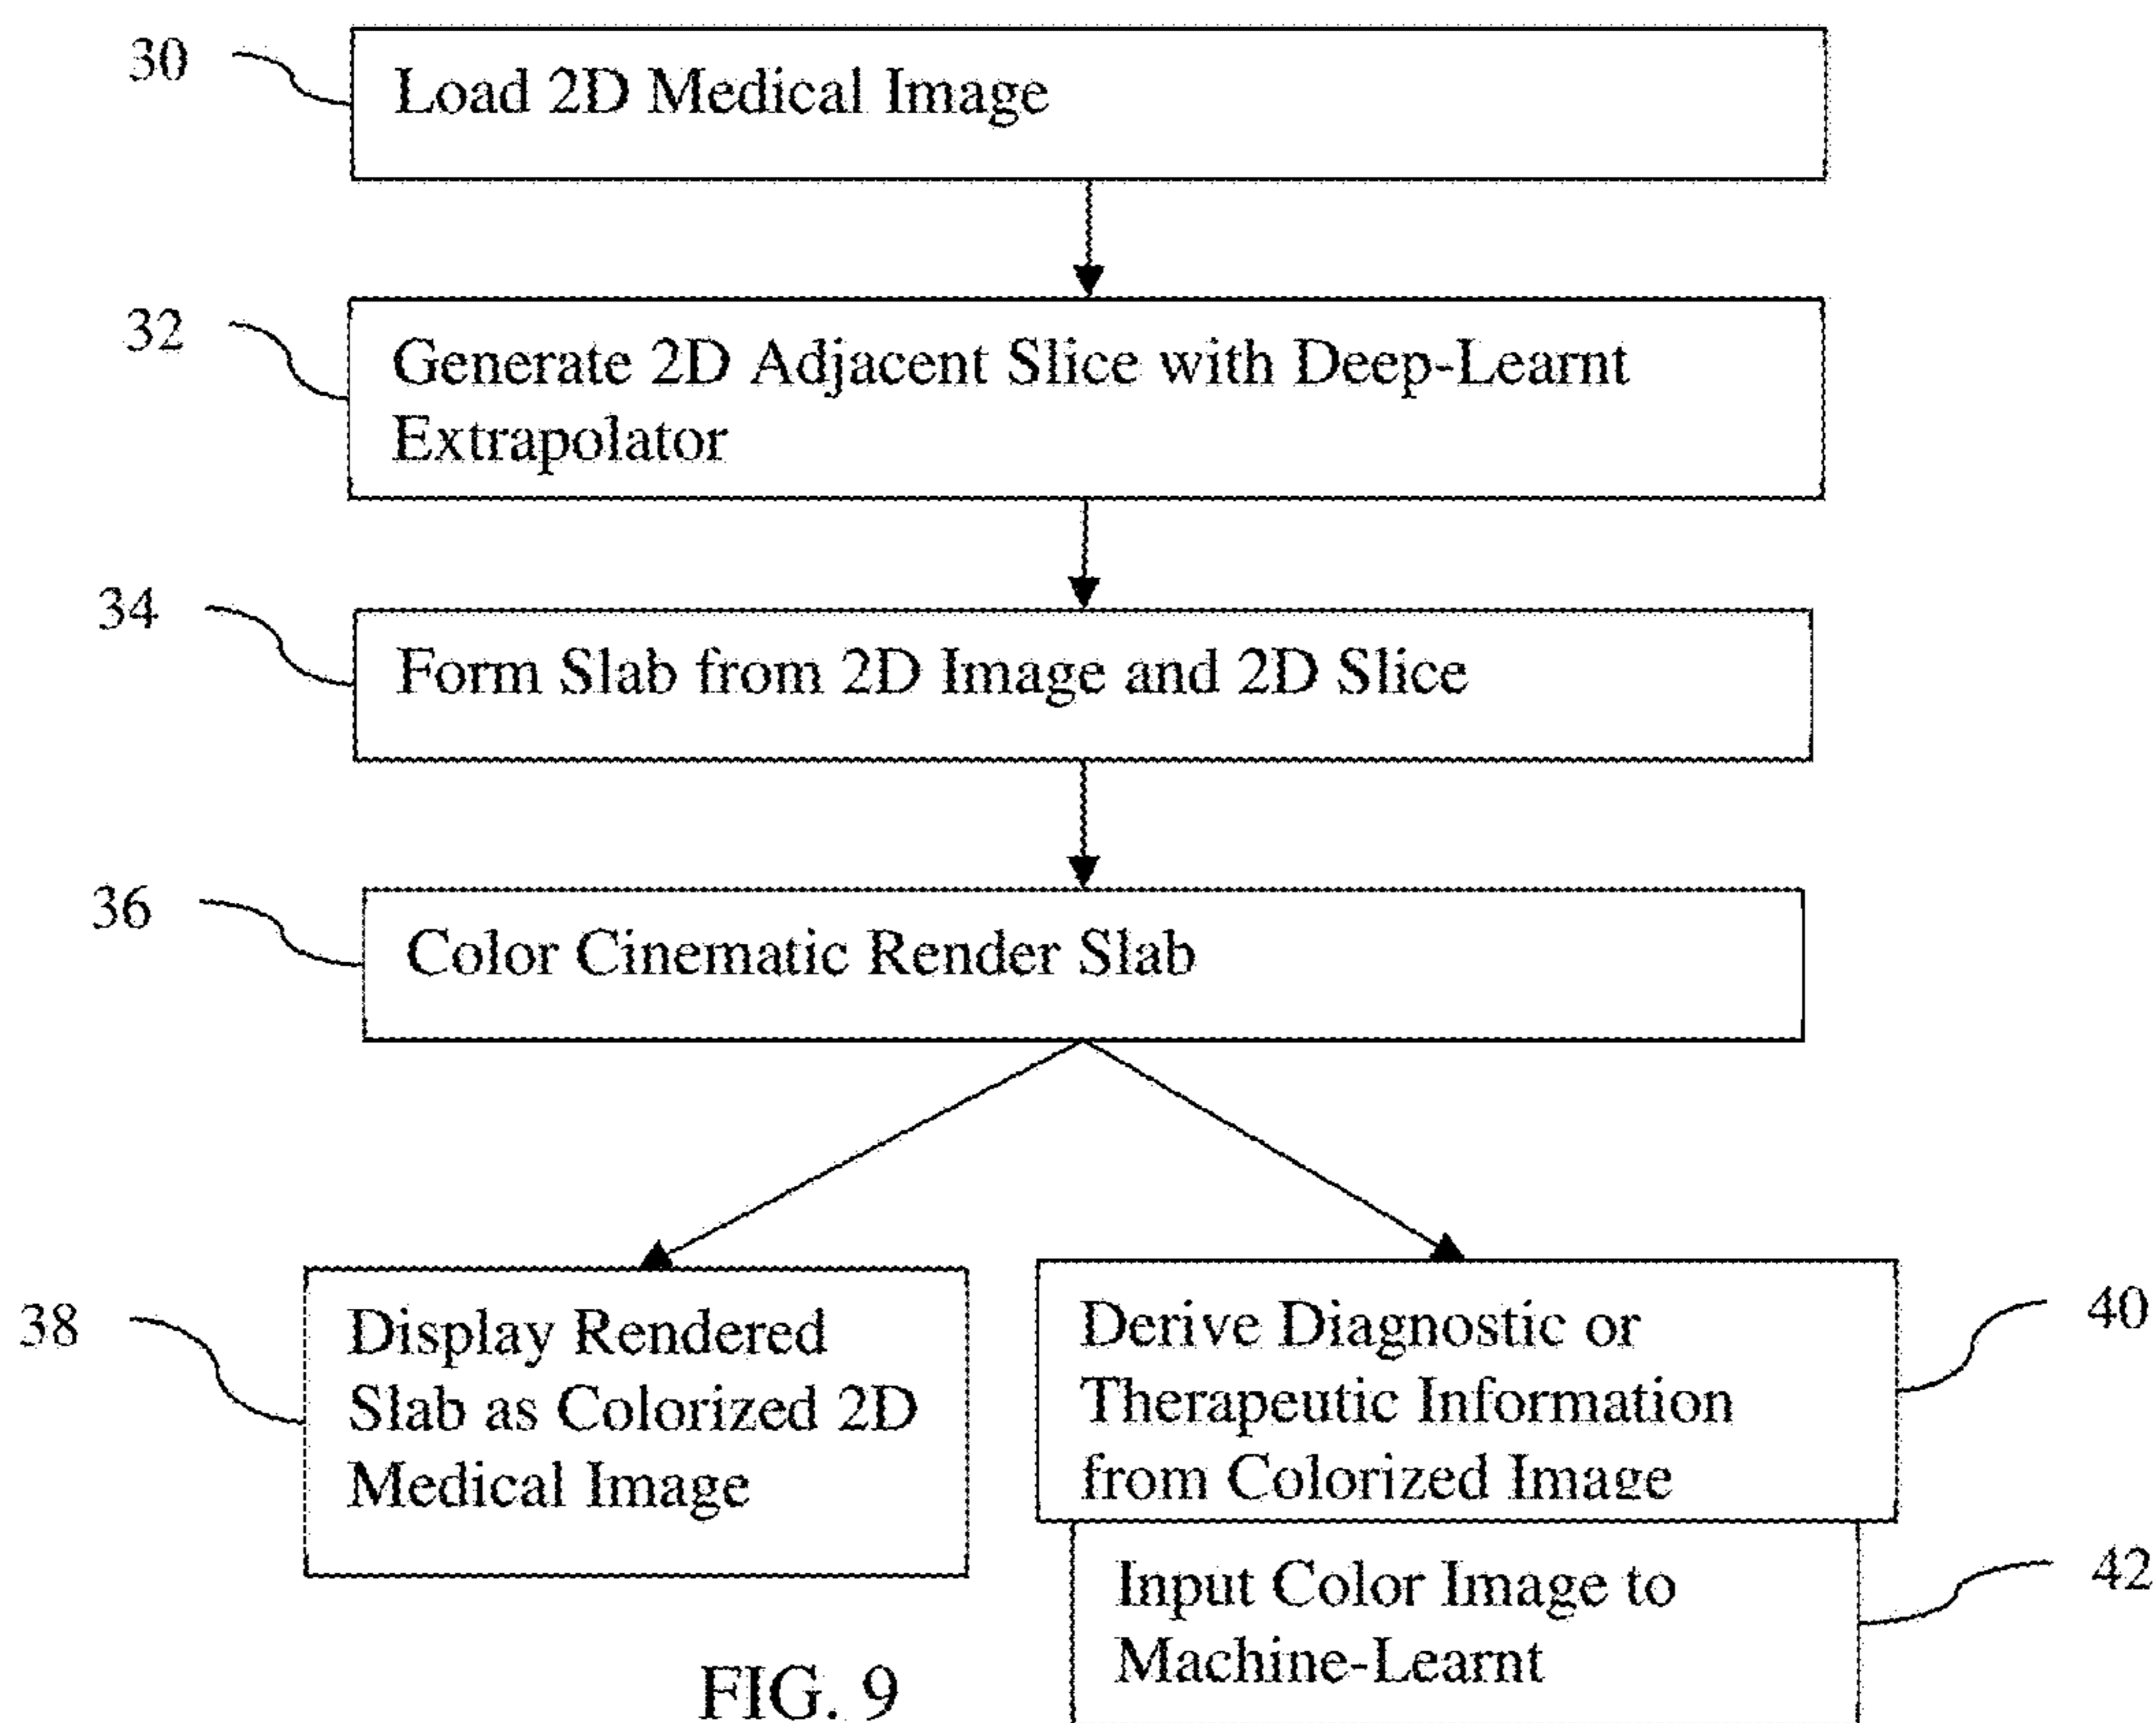 30
Load 2D Medical Image
32
Generate 2D Adjacent Slice with Deep-Learnt
Extrapolator
34
Form Slab from 2D Image and 2D Slice
36
Color Cinematic Render Slab
38
Display Rendered
Slab as Colorized 2D
Medical Image
40
Derive Diagnostic or
Therapeutic Information
from Colorized Image
42
Input Color Image to
Machine-Learnt
FIG. 9